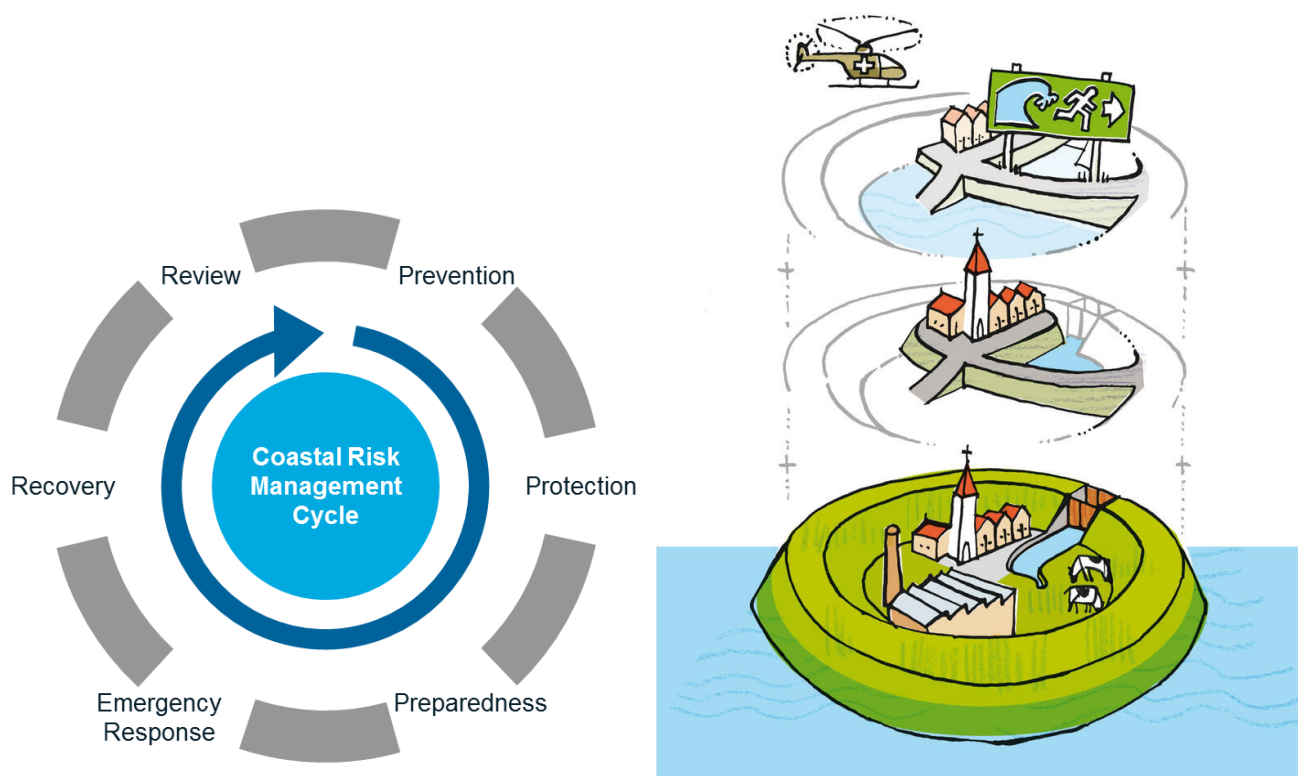 Review
Prevention
Coastal Risk
Management
Cycle
Recovery
Protection
Emergency
Response
Preparedness